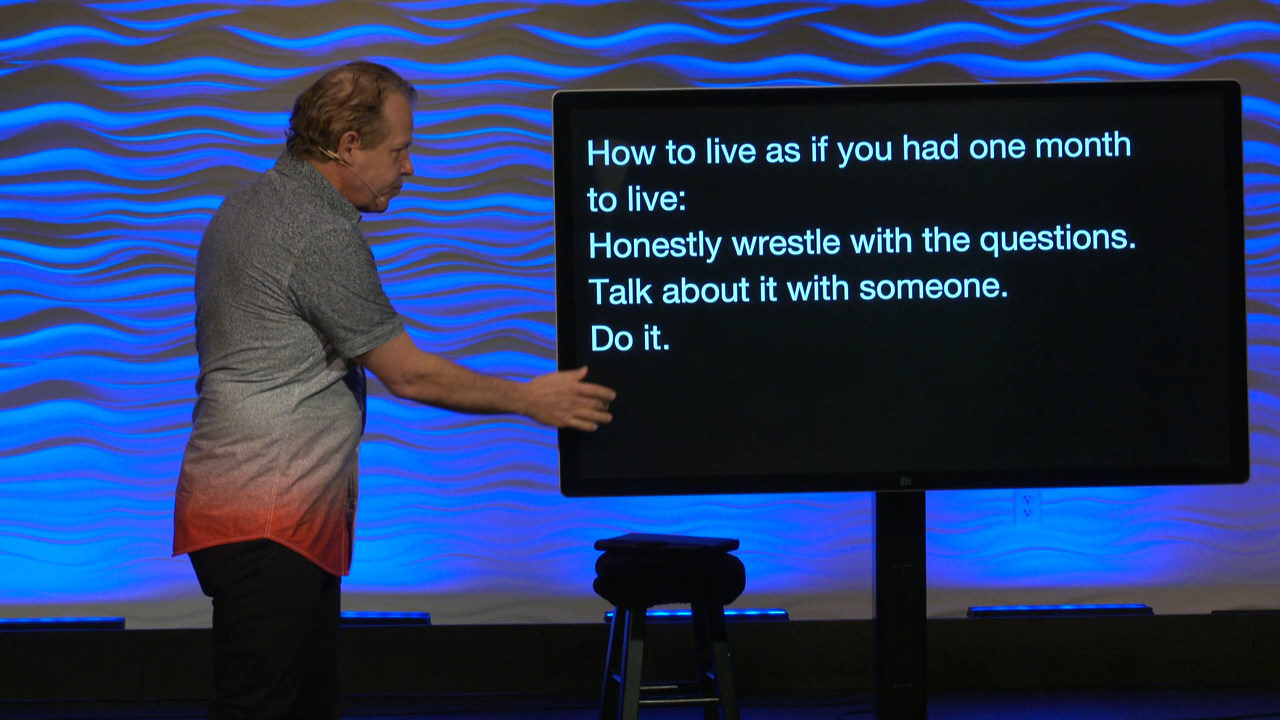 How to live as if you had one month
to live:
Honestly wrestle with the questions.
Talk about it with someone.
Do it.